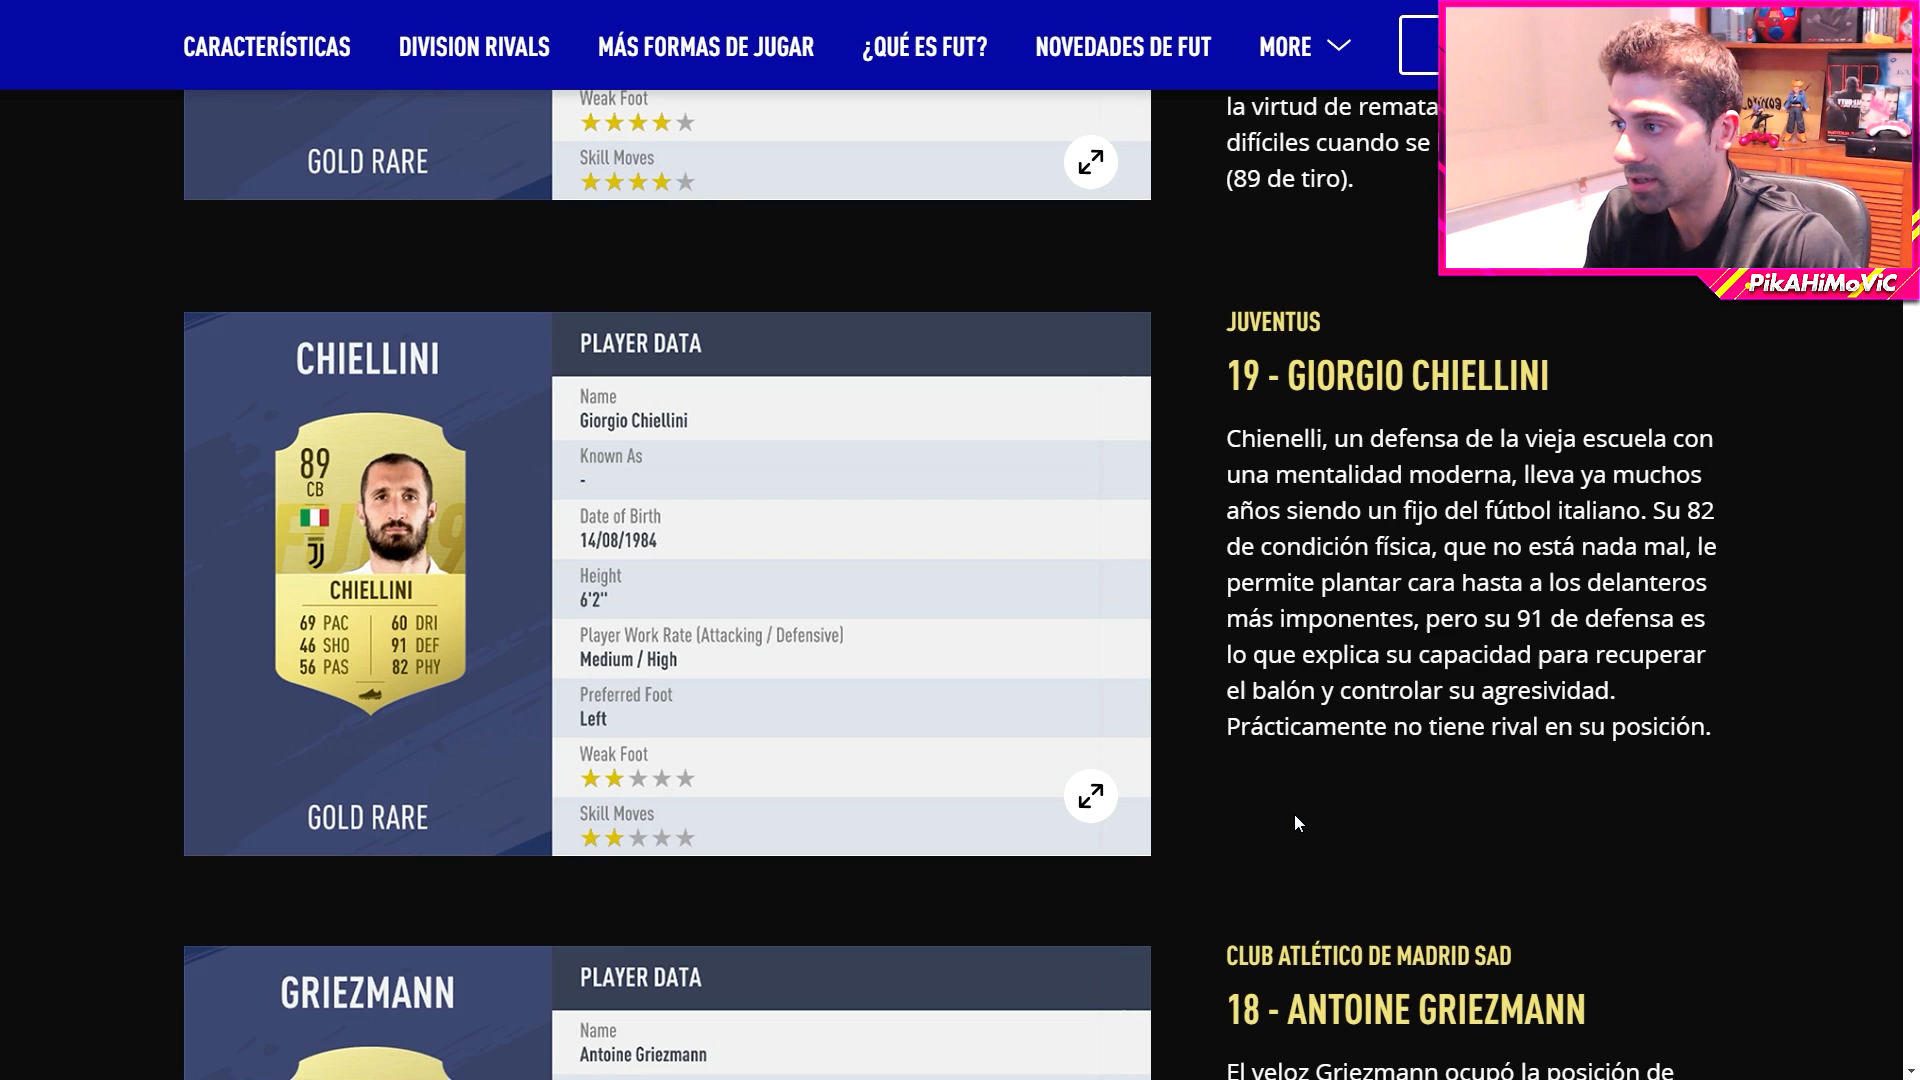 CARACTERÍSTICAS
DIVISION RIVALS
MÁS FORMAS DE JUGAR
¿QUÉ ES FUT?
NOVEDADES DE FUT
MORE
Weak Foot
Skill Moves
GOLD RARE
la virtud de remata
difíciles cuando se
(89 de tiro).
PikAHiMoViC
CHIELLINI
89
CB
CHIELLINI
69 PAC 60 DRI
46 SHO 91 DEF
56 PAS 82 PHY
GOLD RARE
PLAYER DATA
Name
Giorgio Chiellini
Known As
-
Date of Birth
14/08/1984
Height
6'2"
Player Work Rate (Attacking / Defensive)
Medium / High
Preferred Foot
Left
Weak Foot
Skill Moves
JUVENTUS
19 - GIORGIO CHIELLINI
Chienelli, un defensa de la vieja escuela con
una mentalidad moderna, lleva ya muchos
años siendo un fijo del fútbol italiano. Su 82
de condición física, que no está nada mal, le
permite plantar cara hasta a los delanteros
más imponentes, pero su 91 de defensa es
lo que explica su capacidad para recuperar
el balón y controlar su agresividad.
Prácticamente no tiene rival en su posición.
GRIEZMANN
PLAYER DATA
Name
Antoine Griezmann
CLUB ATLÉTICO DE MADRID SAD
18 - ANTOINE GRIEZMANN
El veloz Griezmann ocupó la posición de